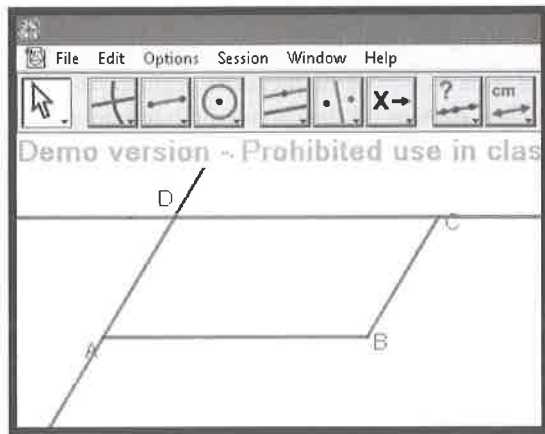 File Edit Options Session Window Help
X ? cm
Demo version - Prohibited use in clas
D
C
A
B